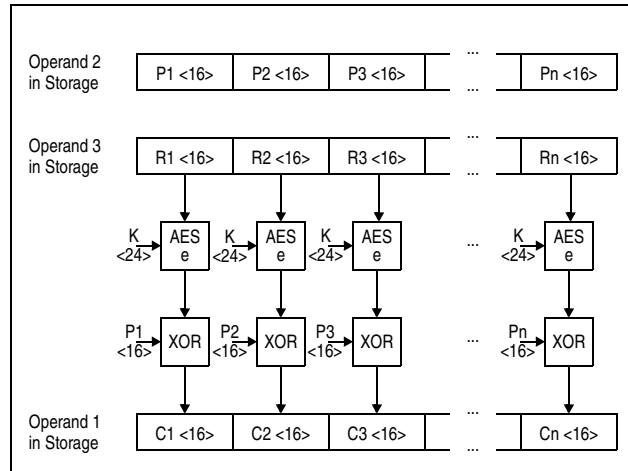 Operand 2
in Storage
P1 <16> P2 <16> P3 <16> ... ... Pn <16>
Operand 3
in Storage
R1 <16> R2 <16> R3 <16> ... ... Rn <16>
K
<24>
AES
e
K
<24>
AES
e
K
<24>
AES
e
...
K
<24>
AES
e
P1
<16>
XOR
P2
<16>
XOR
P3
<16>
XOR
...
Pn
<16>
XOR
Operand 1
in Storage
C1 <16> C2 <16> C3 <16> ... ... Cn <16>